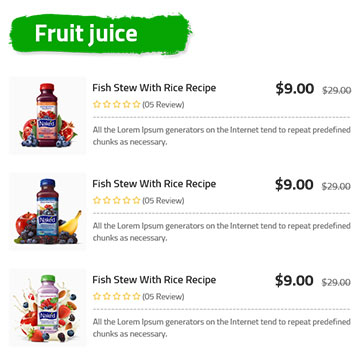 Fruit juice
Fish Stew With Rice Recipe $9.00 $29.00
(05 Review)
All the Lorem Ipsum generators on the Internet tend to repeat predefined
chunks as necessary.
Naked
Fish Stew With Rice Recipe $9.00 $29.00
(05 Review)
All the Lorem Ipsum generators on the Internet tend to repeat predefined
chunks as necessary.
Naked
Fish Stew With Rice Recipe $9.00 $29.00
(05 Review)
All the Lorem Ipsum generators on the Internet tend to repeat predefined
chunks as necessary.
Naked